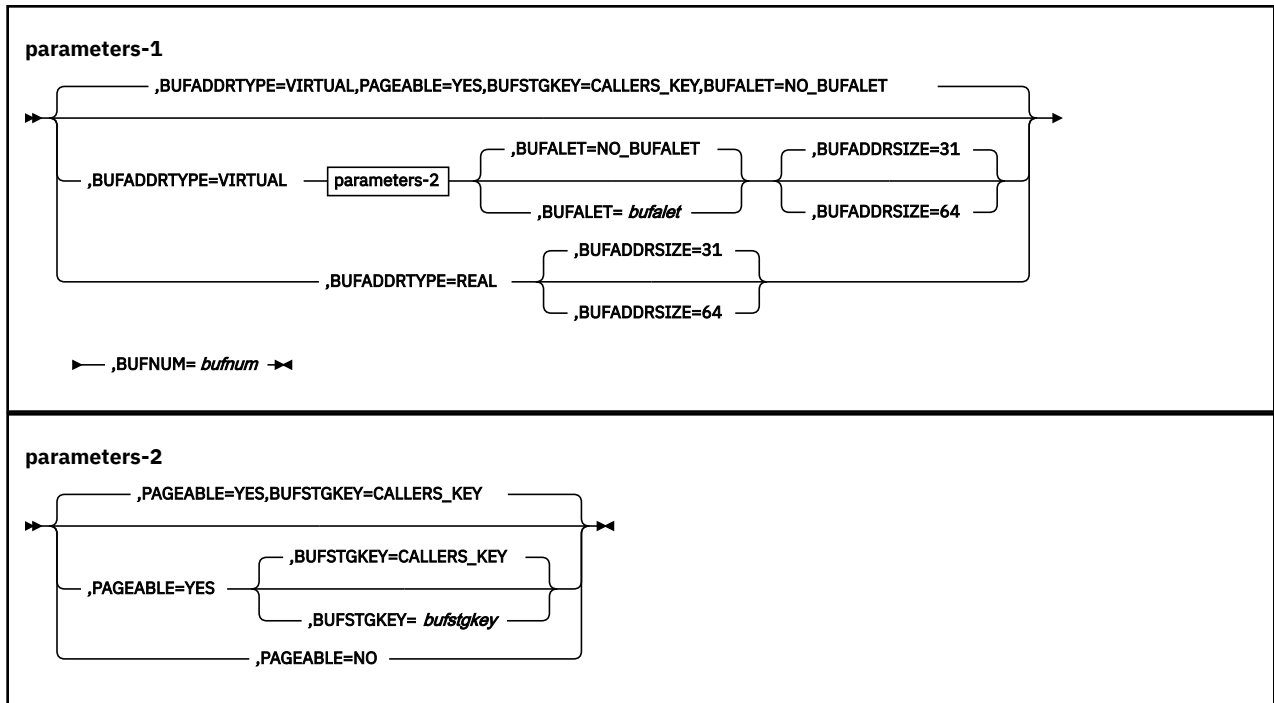 parameters-1
,BUFADDRTYPE=VIRTUAL,PAGEABLE=YES,BUFSTGKEY=CALLERS_KEY,BUFALET=NO_BUFALET
,BUFALET=NO_BUFALET ,BUFADDRSIZE=31
,BUFADDRTYPE=VIRTUAL parameters-2
,BUFALET= bufalet ,BUFADDRSIZE=64
,BUFADDRSIZE=31
,BUFADDRTYPE=REAL
,BUFADDRSIZE=64
,BUFNUM= bufnum
parameters-2
,PAGEABLE=YES,BUFSTGKEY=CALLERS_KEY
,BUFSTGKEY=CALLERS_KEY
,PAGEABLE=YES
,BUFSTGKEY= bufstgkey
,PAGEABLE=NO